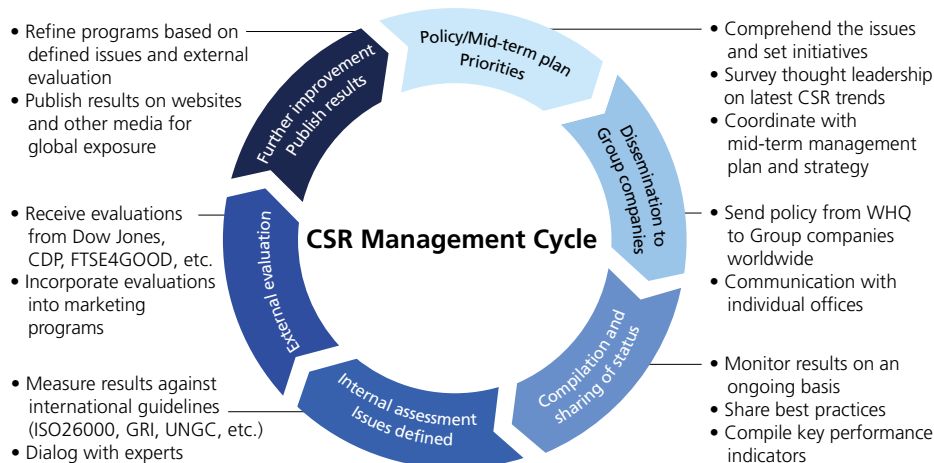 • Refine programs based on
defined issues and external
evaluation
• Publish results on websites
and other media for
global exposure
Further improvement
Publish results
Policy/Mid-term plan
Priorities
• Comprehend the issues
and set initiatives
• Survey thought leadership
on latest CSR trends
• Coordinate with
mid-term management
plan and strategy
Dissemination to
Group companies
• Send policy from WHQ
to Group companies
worldwide
• Communication with
individual offices
CSR Management Cycle
• Receive evaluations
from Dow Jones,
CDP, FTSE4GOOD, etc.
• Incorporate evaluations
into marketing
programs
External evaluation
Compilation and
sharing of status
• Monitor results on an
ongoing basis
• Share best practices
• Compile key performance
indicators
Internal assessment
Issues defined
• Measure results against
international guidelines
(ISO26000, GRI, UNGC, etc.)
• Dialog with experts